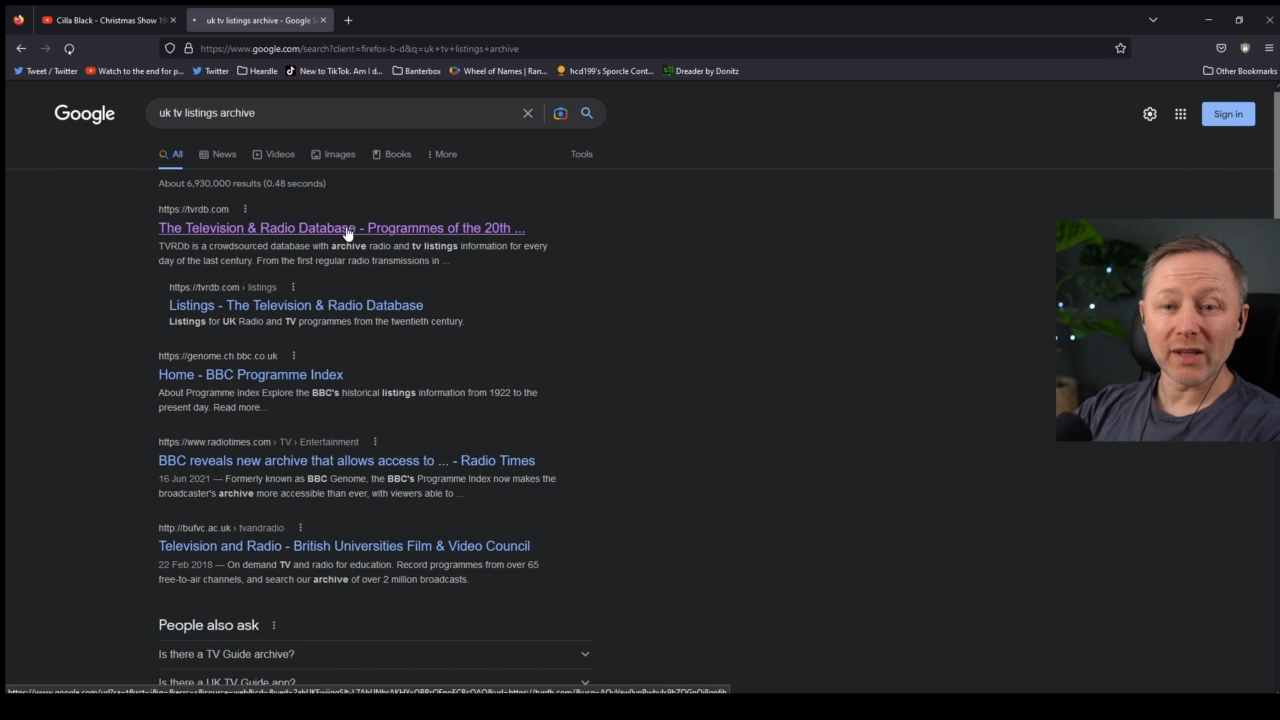 Cilla Black - Christmas Show 19
uk tv listings archive - Google S
https://www.google.com/search?client=firefox-b-d&q=uk+tv+listings+archive
Tweet / Twitter
Watch to the end for p...
Twitter
Heardle
New to TikTok. Am I d...
Banterbox
Wheel of Names | Ran...
hcd199's Sporcle Cont...
Dreader by Donitz
Other Bookmarks
Google
uk tv listings archive
Sign in
All
News
Videos
Images
Books
More
Tools
About 6,930,000 results (0.48 seconds)
https://tvrdb.com
The Television & Radio Database - Programmes of the 20th ...
TVRDb is a crowdsourced database with archive radio and tv listings information for every
day of the last century. From the first regular radio transmissions in ...
https://tvrdb.com › listings
Listings - The Television & Radio Database
Listings for UK Radio and TV programmes from the twentieth century.
https://genome.ch.bbc.co.uk
Home - BBC Programme Index
About Programme Index Explore the BBC's historical listings information from 1922 to the
present day. Read more...
https://www.radiotimes.com › TV › Entertainment
BBC reveals new archive that allows access to ... - Radio Times
16 Jun 2021 — Formerly known as BBC Genome, the BBC's Programme Index now makes the
broadcaster's archive more accessible than ever, with viewers able to ...
http://bufvc.ac.uk › tvandradio
Television and Radio - British Universities Film & Video Council
22 Feb 2018 — On demand TV and radio for education. Record programmes from over 65
free-to-air channels, and search our archive of over 2 million broadcasts.
People also ask
Is there a TV Guide archive?
Is there a UK TV Guide app?